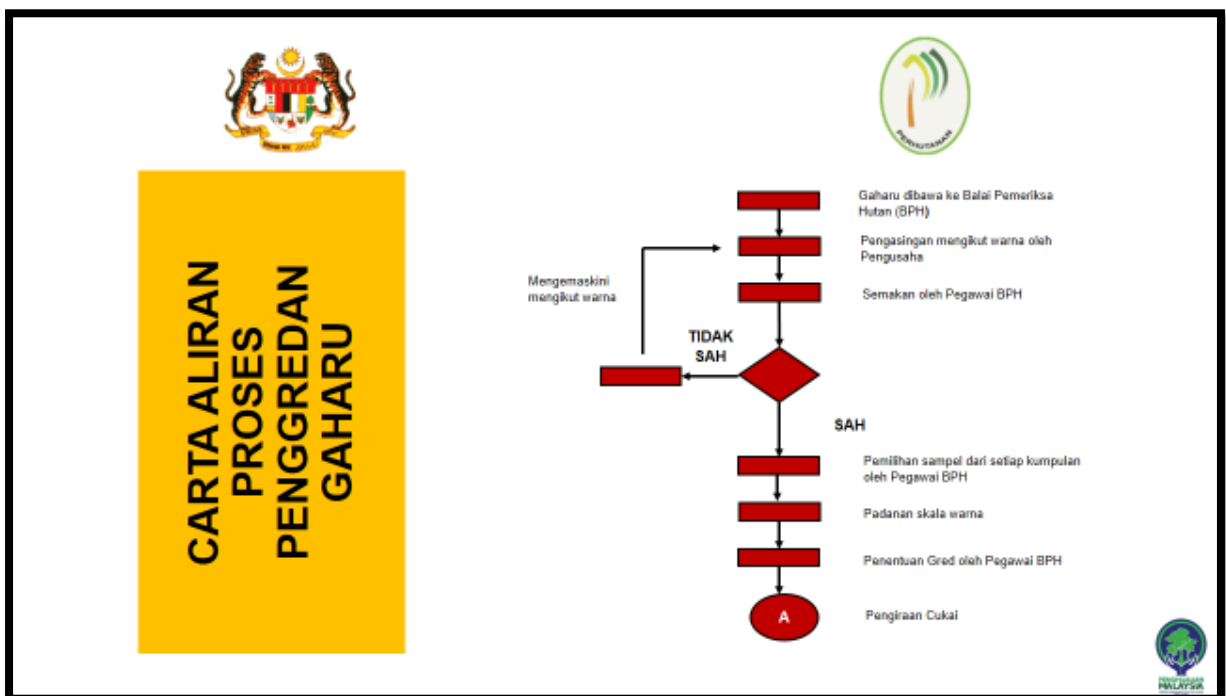 PERHUTANAN
CARTA ALIRAN
PROSES
PENGGREDAN
GAHARU
Gaharu dibawa ke Balai Pemeriksa
Hutan (BPH)
Pengasingan mengikut warna oleh
Pengusaha
Mengemaskini
mengikut warna
Semakan oleh Pegawai BPH
TIDAK
SAH
SAH
Pemilihan sampel dari setiap kumpulan
oleh Pegawai BPH
Padanan skala warna
Penentuan Gred oleh Pegawai BPH
A
Pengiraan Cukai
MALAYSIA